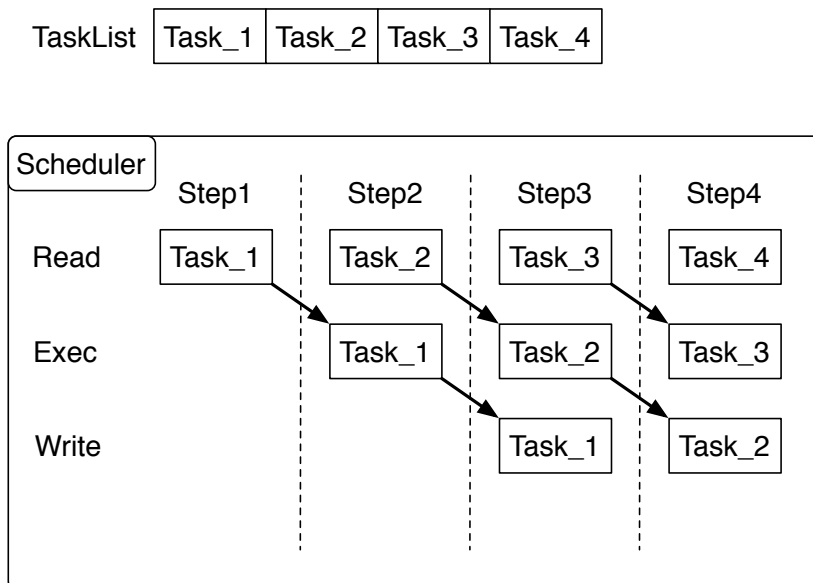 TaskList Task_1 Task_2 Task_3 Task_4
Scheduler
Step1 Step2 Step3 Step4
Read Task_1 Task_2 Task_3 Task_4
Exec Task_1 Task_2 Task_3
Write Task_1 Task_2